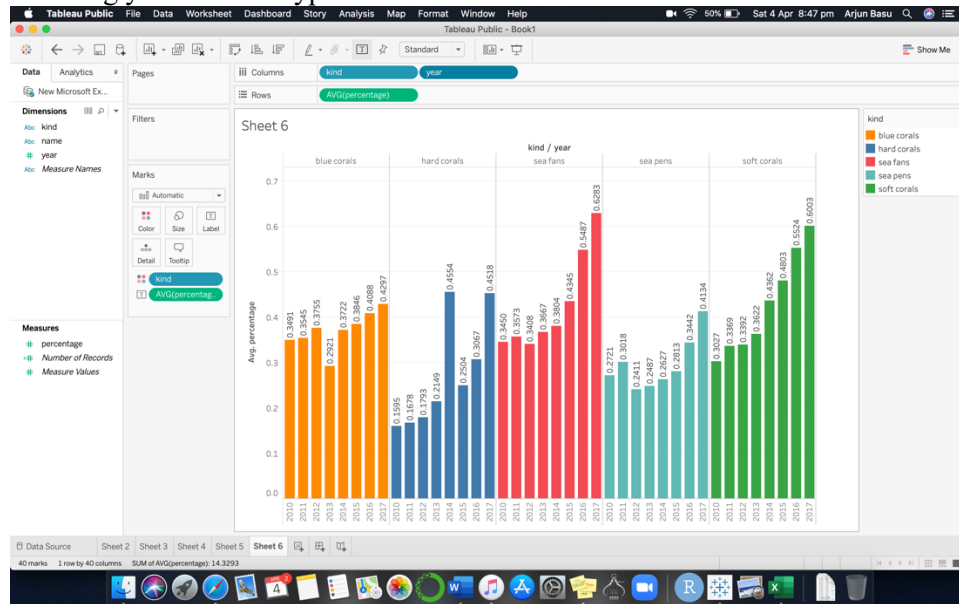 Tableau Public File Data Worksheet Dashboard Story Analysis Map Format Window Help 50% Sat 4 Apr 8:47 pm Arjun Basu
Tableau Public - Book1
Standard Show Me
Data Analytics Pages iii Columns kind year
New Microsoft Ex... Rows AVG(percentage)
Dimensions
Abc kind
Abc name
# year
Abc Measure Names
Measures
# percentage
=# Number of Records
# Measure Values
Filters
Marks
Automatic
Color Size Label
Detail Tooltip
kind
AVG(percentag..
Sheet 6
kind / year
blue corals hard corals sea fans sea pens soft corals
Avg. percentage
0.7
0.6
0.5
0.4
0.3
0.2
0.1
0.0
0.3491 0.3545 0.3755 0.2921 0.3722 0.3846 0.4088 0.4297
0.1595 0.1678 0.1793 0.2149 0.4554 0.2504 0.3067 0.4518
0.3450 0.3573 0.3408 0.3667 0.3804 0.4345 0.5487 0.6283
0.2721 0.3018 0.2411 0.2487 0.2627 0.2813 0.3442 0.4134
0.3027 0.3369 0.3392 0.3622 0.4362 0.4803 0.5524 0.6003
2010 2011 2012 2013 2014 2015 2016 2017 2010 2011 2012 2013 2014 2015 2016 2017 2010 2011 2012 2013 2014 2015 2016 2017 2010 2011 2012 2013 2014 2015 2016 2017 2010 2011 2012 2013 2014 2015 2016 2017
kind
blue corals
hard corals
sea fans
sea pens
soft corals
Data Source Sheet 2 Sheet 3 Sheet 4 Sheet 5 Sheet 6
40 marks 1 row by 40 columns SUM of AVG(percentage): 14.3293